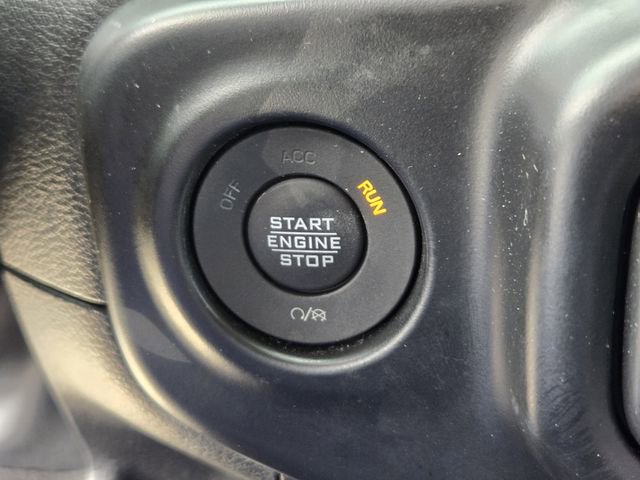 ACC
OFF
RUN
START
ENGINE
STOP